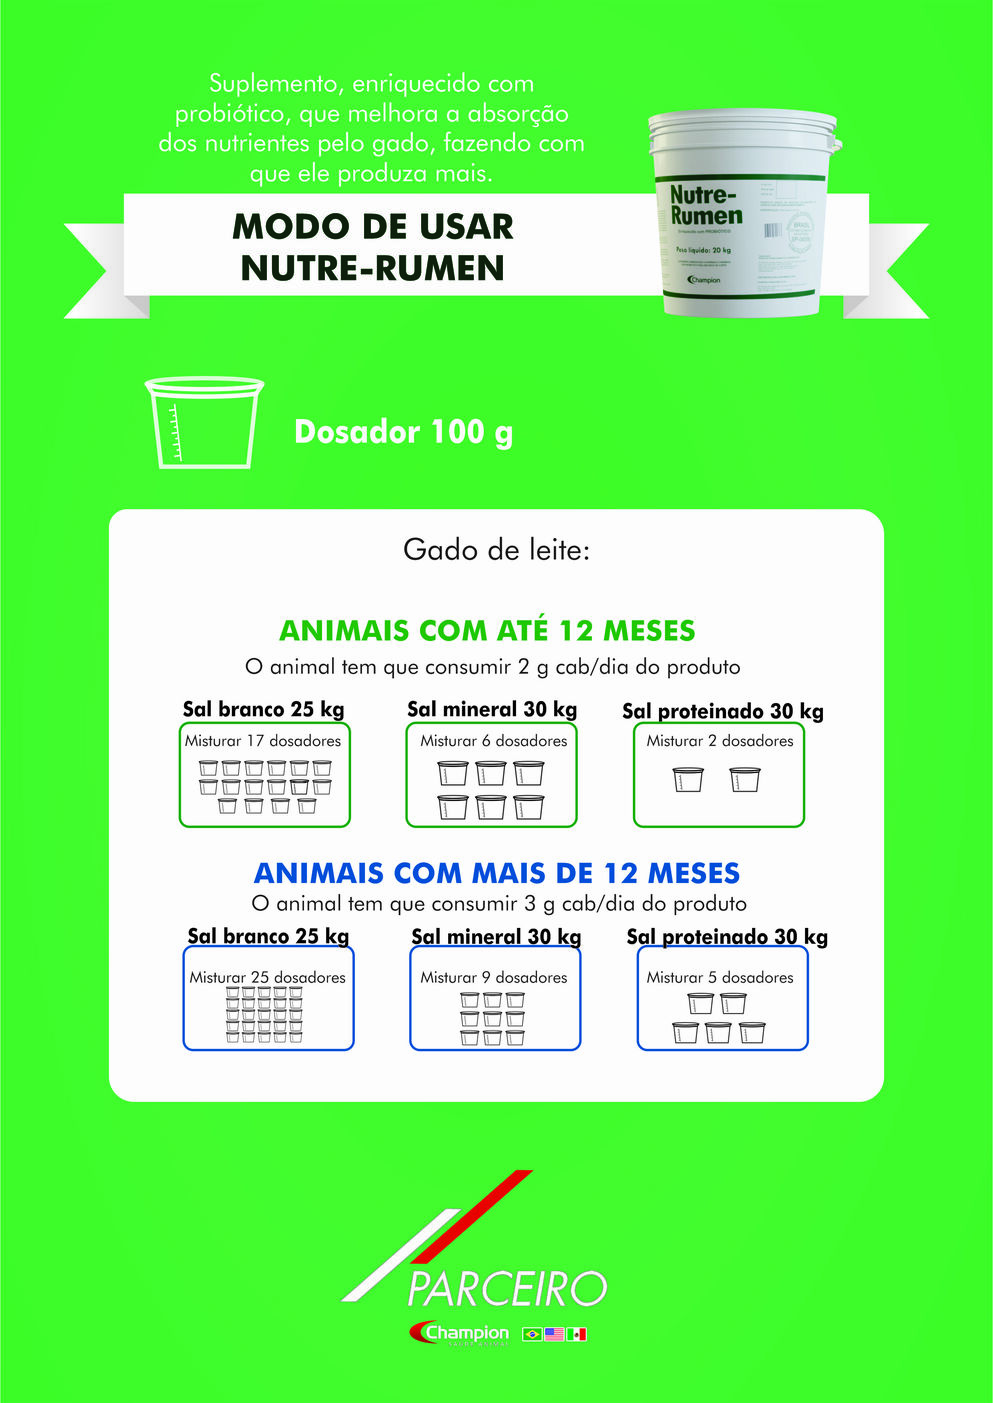 Suplemento, enriquecido com
probiótico, que melhora a absorção
dos nutrientes pelo gado, fazendo com
que ele produza mais.
MODO DE USAR
NUTRE-RUMEN
Nutre-
Rumen
Enriquecido com PROBIÓTICO
Peso líquido: 20 kg
Champion
BRASIL
Dosador 100 g
Gado de leite:
ANIMAIS COM ATÉ 12 MESES
O animal tem que consumir 2 g cab/dia do produto
Sal branco 25 kg
Misturar 17 dosadores
Sal mineral 30 kg
Misturar 6 dosadores
Sal proteinado 30 kg
Misturar 2 dosadores
ANIMAIS COM MAIS DE 12 MESES
O animal tem que consumir 3 g cab/dia do produto
Sal branco 25 kg
Misturar 25 dosadores
Sal mineral 30 kg
Misturar 9 dosadores
Sal proteinado 30 kg
Misturar 5 dosadores
PARCEIRO
Champion